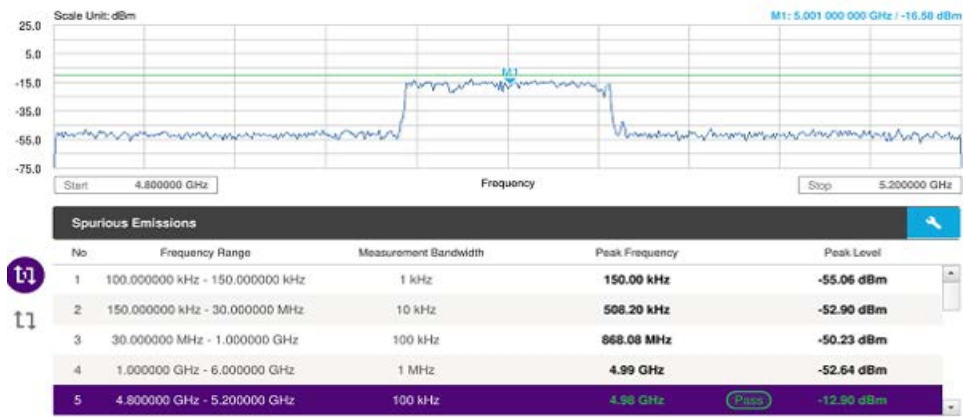 Scale Unit: dBm M1: 5.001 000 000 GHz / -16.58 dBm
25.0
5.0
-15.0
-35.0
-55.0
-75.0
M1
Start 4.800000 GHz Frequency Stop 5.200000 GHz
Spurious Emissions
No Frequency Range Measurement Bandwidth Peak Frequency Peak Level
1 100.000000 kHz - 150.000000 kHz 1 kHz 150.00 kHz -55.06 dBm
2 150.000000 kHz - 30.000000 MHz 10 kHz 508.20 kHz -52.90 dBm
3 30.000000 MHz - 1.000000 GHz 100 kHz 868.08 MHz -50.23 dBm
4 1.000000 GHz - 6.000000 GHz 1 MHz 4.99 GHz -52.64 dBm
5 4.800000 GHz - 5.200000 GHz 100 kHz 4.98 GHz Pass -12.90 dBm